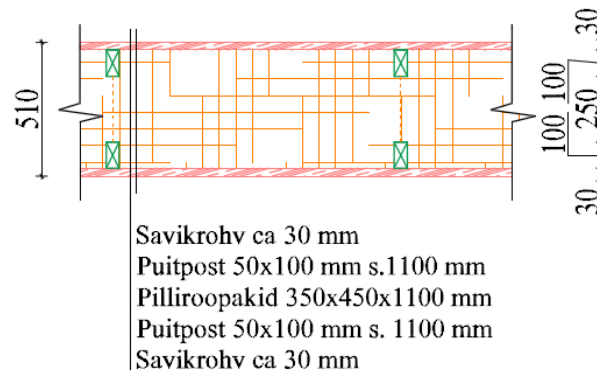 510
30
100
250
100
30
Savikrohv ca 30 mm
Puitpost 50x100 mm s.1100 mm
Pilliroopakid 350x450x1100 mm
Puitpost 50x100 mm s. 1100 mm
Savikrohv ca 30 mm